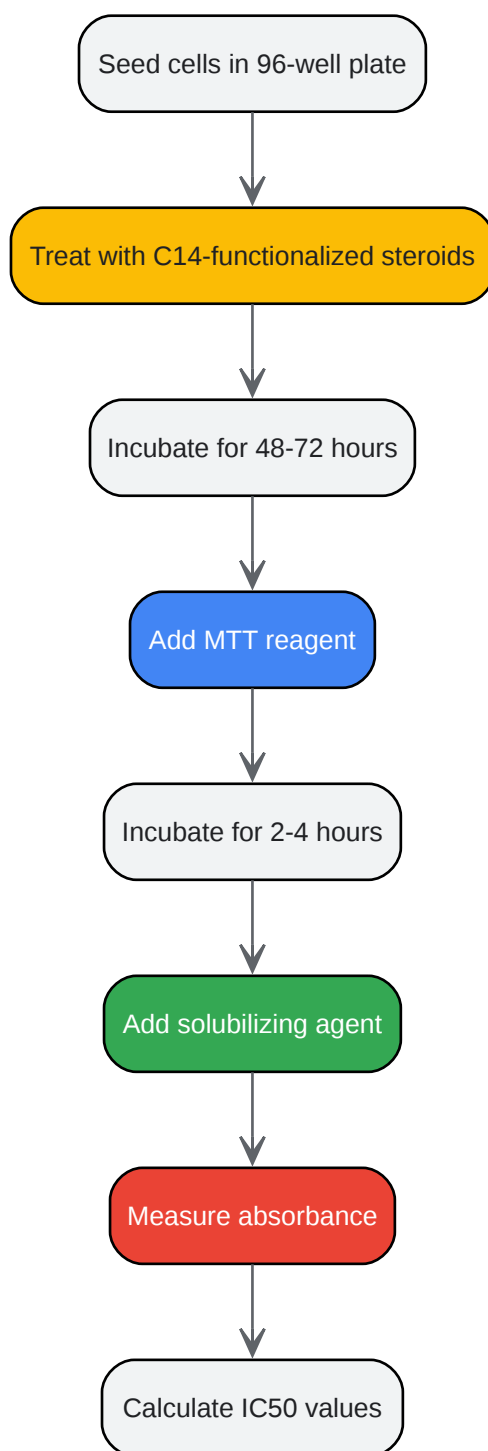 Seed cells in 96-well plate
Treat with C14-functionalized steroids
Incubate for 48-72 hours
Add MTT reagent
Incubate for 2-4 hours
Add solubilizing agent
Measure absorbance
Calculate IC50 values